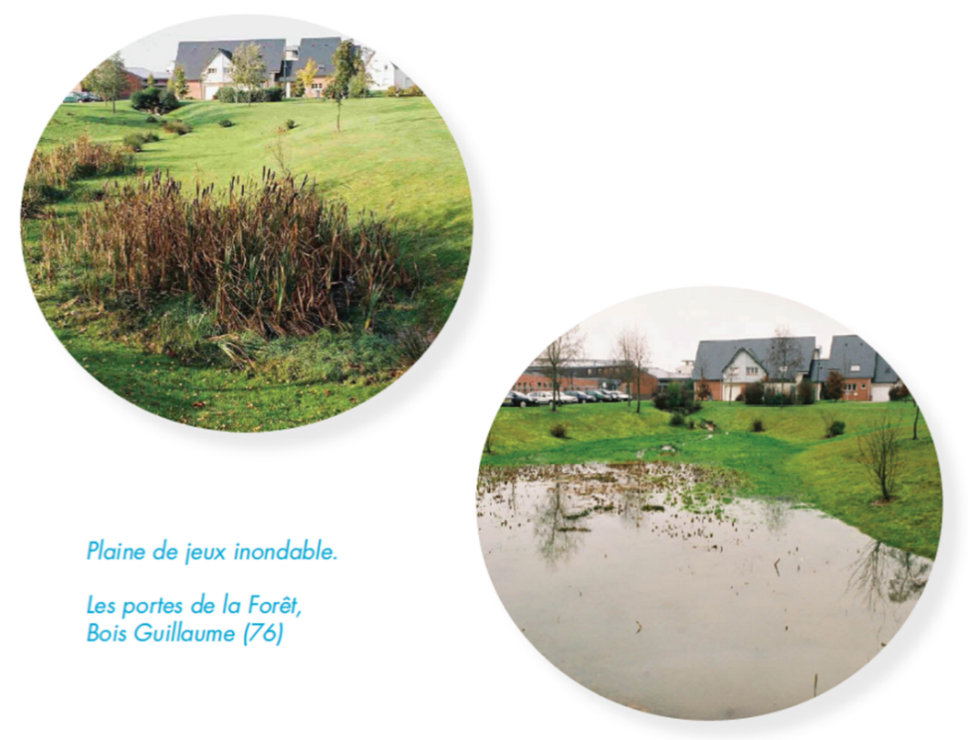 Plaine de jeux inondable.
Les portes de la Forêt,
Bois Guillaume (76)